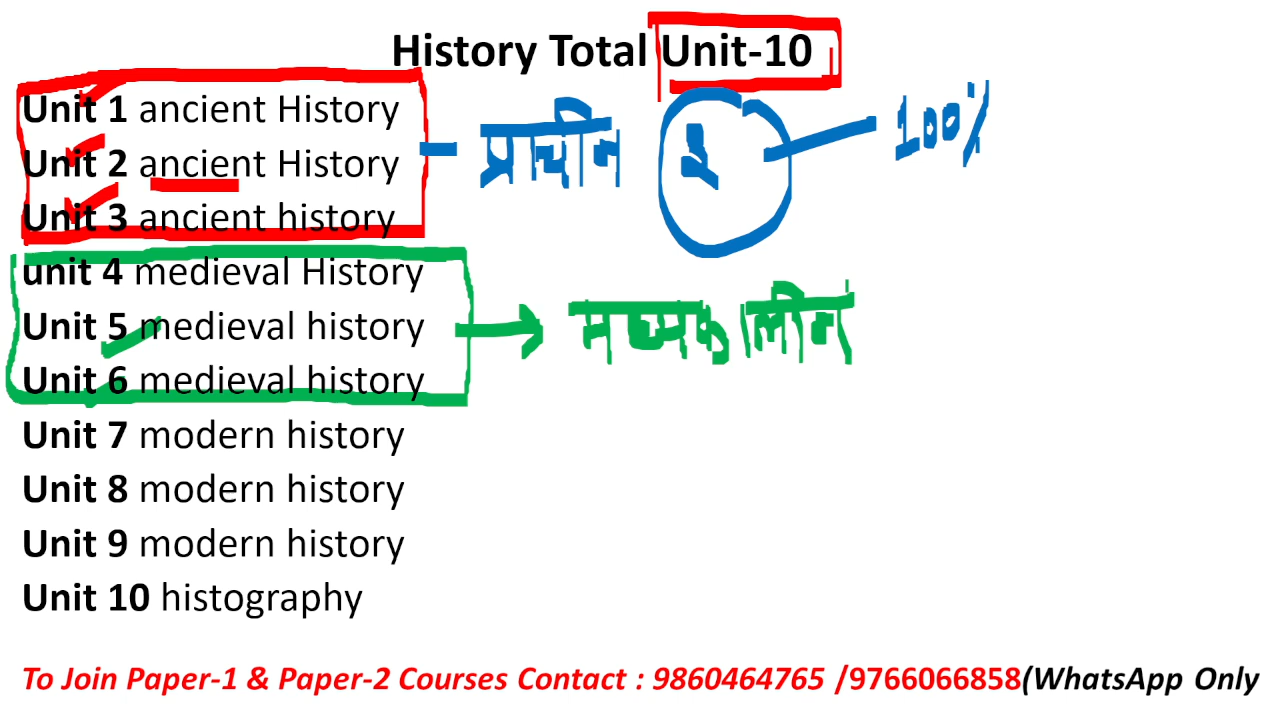 History Total Unit-10
Unit 1 ancient History
Unit 2 ancient History
Unit 3 ancient history
प्राचीन
३
100%
unit 4 medieval History
Unit 5 medieval history
Unit 6 medieval history
मध्यकालीन
Unit 7 modern history
Unit 8 modern history
Unit 9 modern history
Unit 10 histography
To Join Paper-1 & Paper-2 Courses Contact : 9860464765 /9766066858(WhatsApp Only